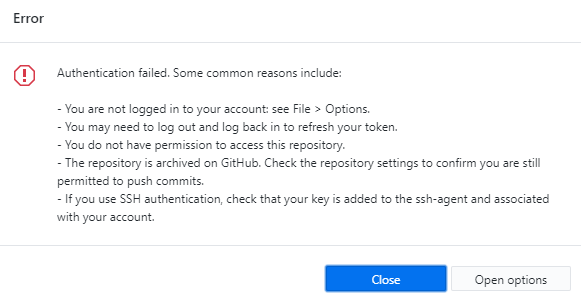 Error
Authentication failed. Some common reasons include:
- You are not logged in to your account: see File > Options.
- You may need to log out and log back in to refresh your token.
- You do not have permission to access this repository.
- The repository is archived on GitHub. Check the repository settings to confirm you are still
permitted to push commits.
- If you use SSH authentication, check that your key is added to the ssh-agent and associated
with your account.
Close
Open options